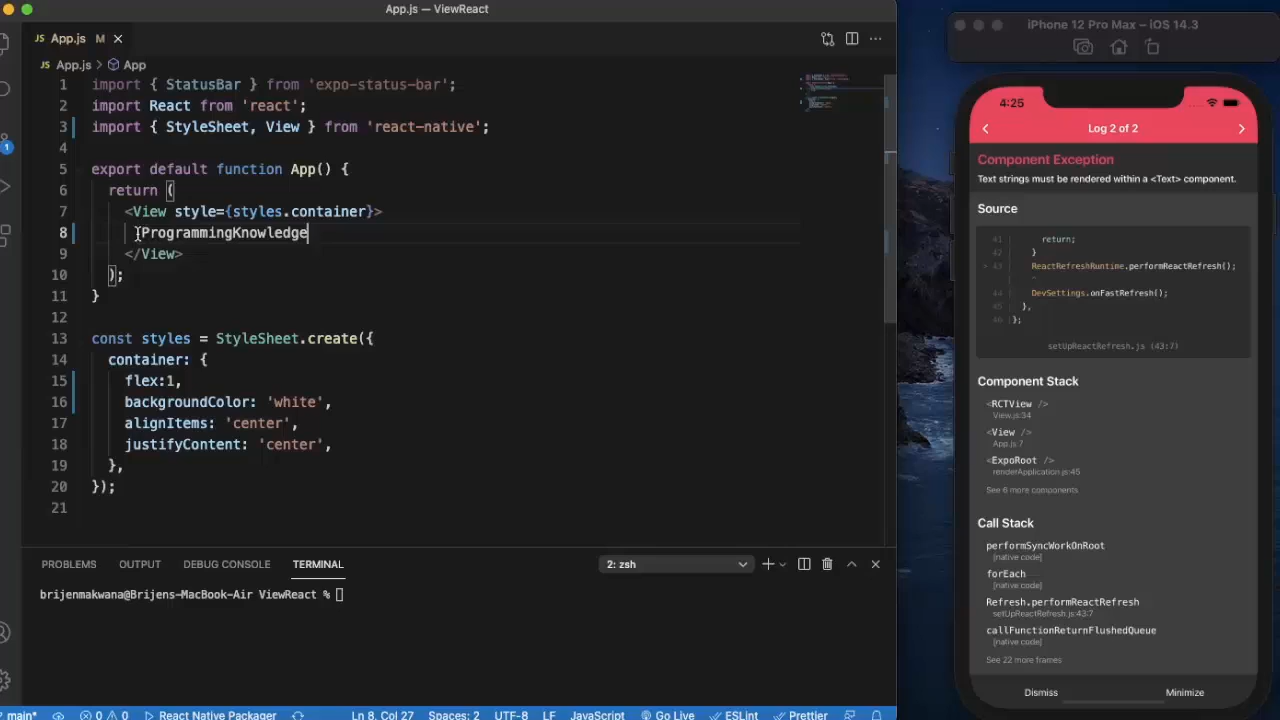 App.js — ViewReact
JS App.js M
JS App.js > App
1 import { StatusBar } from 'expo-status-bar';
2 import React from 'react';
3 import { StyleSheet, View } from 'react-native';
4
5 export default function App() {
6 return (
7 <View style={styles.container}>
8 ProgrammingKnowledge
9 </View>
10 );
11 }
12
13 const styles = StyleSheet.create({
14 container: {
15 flex:1,
16 backgroundColor: 'white',
17 alignItems: 'center',
18 justifyContent: 'center',
19 },
20 });
21
1
PROBLEMS OUTPUT DEBUG CONSOLE TERMINAL 2: zsh
brijenmakwana@Brijens-MacBook-Air ViewReact %
main* 0 0 React Native Packager Ln 8, Col 27 Spaces: 2 UTF-8 LF JavaScript Go Live ESLint Prettier
iPhone 12 Pro Max – iOS 14.3
4:25
Log 2 of 2
Component Exception
Text strings must be rendered within a <Text> component.
Source
41 return;
42 }
43 ReactRefreshRuntime.performReactRefresh();
44 DevSettings.onFastRefresh();
45 },
46 };
setUpReactRefresh.js (43:7)
Component Stack
<RCTView />
View.js:34
<View />
App.js:7
<ExpoRoot />
renderApplication.js:45
See 6 more components
Call Stack
performSyncWorkOnRoot
[native code]
forEach
[native code]
Refresh.performReactRefresh
setUpReactRefresh.js:43:7
callFunctionReturnFlushedQueue
[native code]
See 22 more frames
Dismiss Minimize